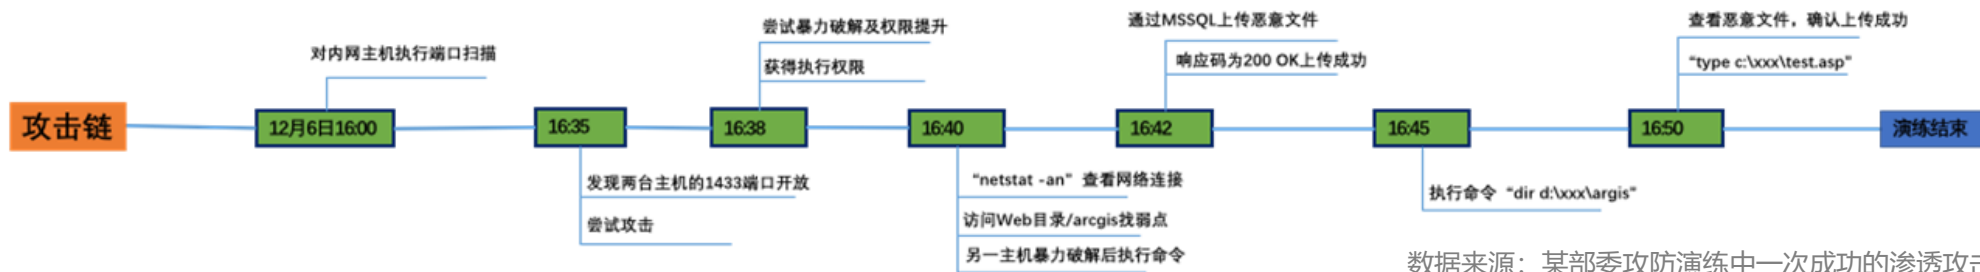 攻击链
12月6日16:00
对内网主机执行端口扫描
16:35
发现两台主机的1433端口开放
尝试攻击
16:38
尝试暴力破解及权限提升
获得执行权限
16:40
“netstat -an” 查看网络连接
访问Web目录/arcgis找弱点
另一主机暴力破解后执行命令
16:42
通过MSSQL上传恶意文件
响应码为200 OK上传成功
16:45
执行命令 “dir d:\xxx\argis”
16:50
查看恶意文件，确认上传成功
“type c:\xxx\test.asp”
演练结束
数据来源：某部委攻防演练中一次成功的渗透攻击